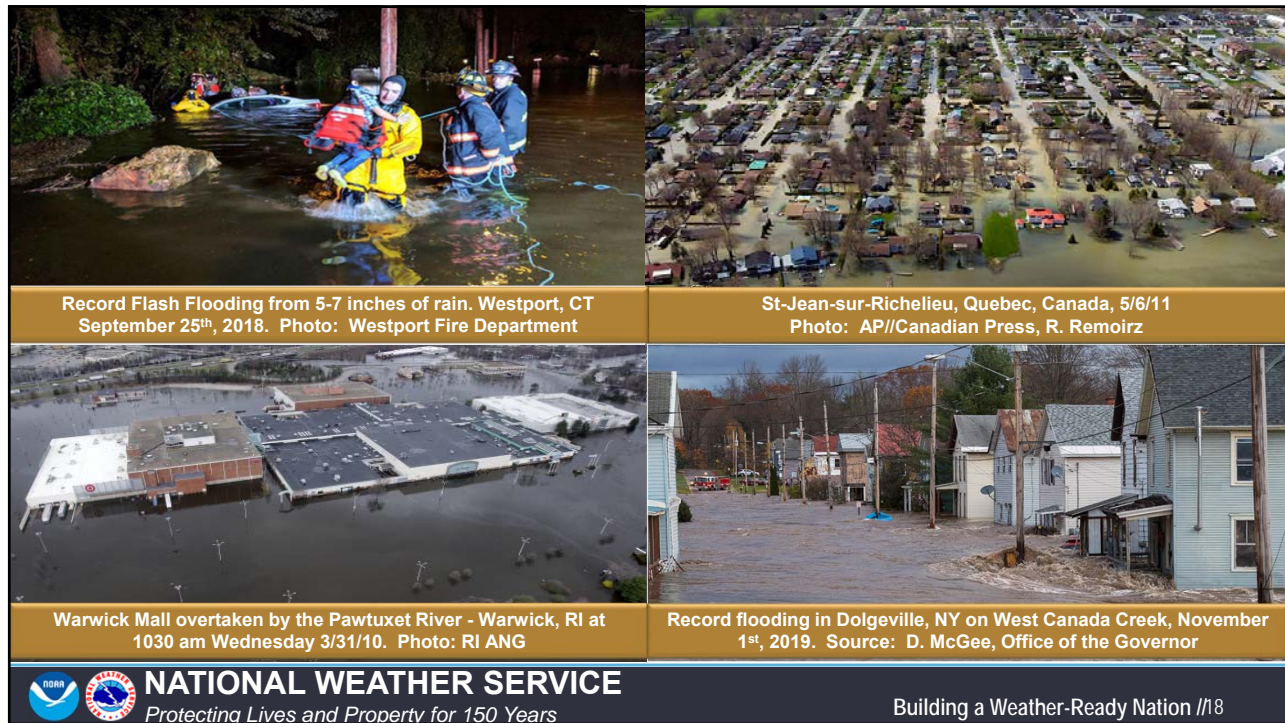 Record Flash Flooding from 5-7 inches of rain. Westport, CT
September 25th, 2018. Photo: Westport Fire Department
St-Jean-sur-Richelieu, Quebec, Canada, 5/6/11
Photo: AP//Canadian Press, R. Remoirz
Warwick Mall overtaken by the Pawtuxet River - Warwick, RI at
1030 am Wednesday 3/31/10. Photo: RI ANG
Record flooding in Dolgeville, NY on West Canada Creek, November
1st, 2019. Source: D. McGee, Office of the Governor
NOAA
NATIONAL WEATHER SERVICE
NATIONAL WEATHER SERVICE
Protecting Lives and Property for 150 Years
Building a Weather-Ready Nation //18